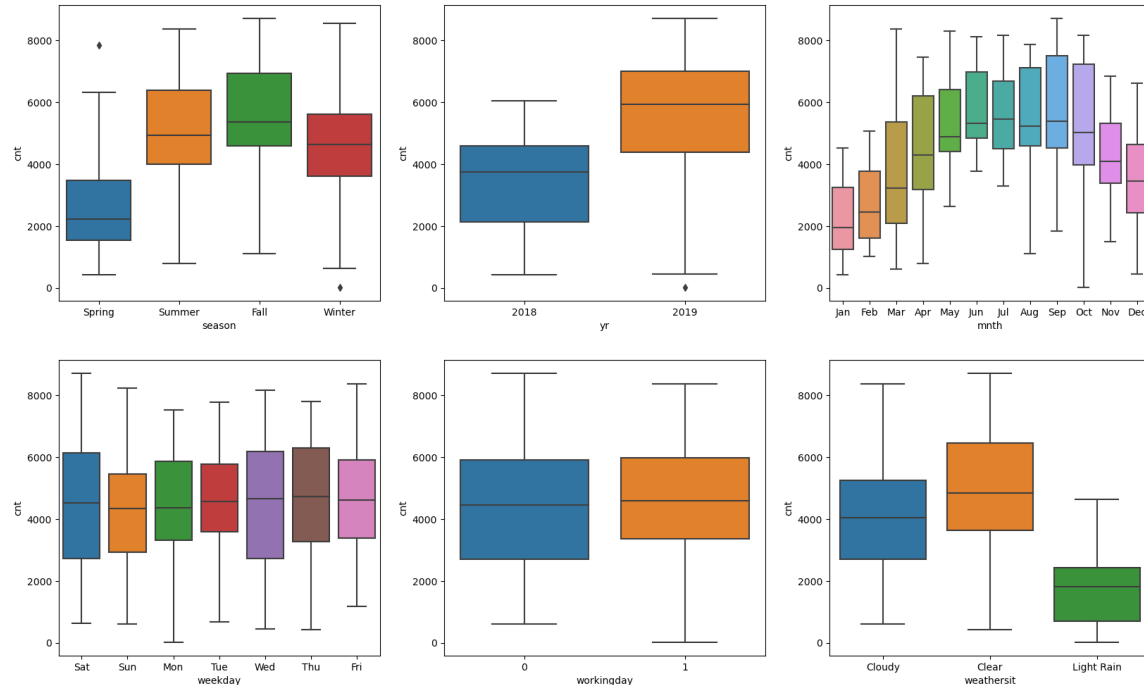 8000
6000
4000
2000
0
cnt
Spring Summer Fall Winter
season
8000
6000
4000
2000
0
cnt
2018 2019
yr
8000
6000
4000
2000
0
cnt
Jan Feb Mar Apr May Jun Jul Aug Sep Oct Nov Dec
mnth
8000
6000
4000
2000
0
cnt
Sat Sun Mon Tue Wed Thu Fri
weekday
8000
6000
4000
2000
0
cnt
0 1
workingday
8000
6000
4000
2000
0
cnt
Cloudy Clear Light Rain
weathersit